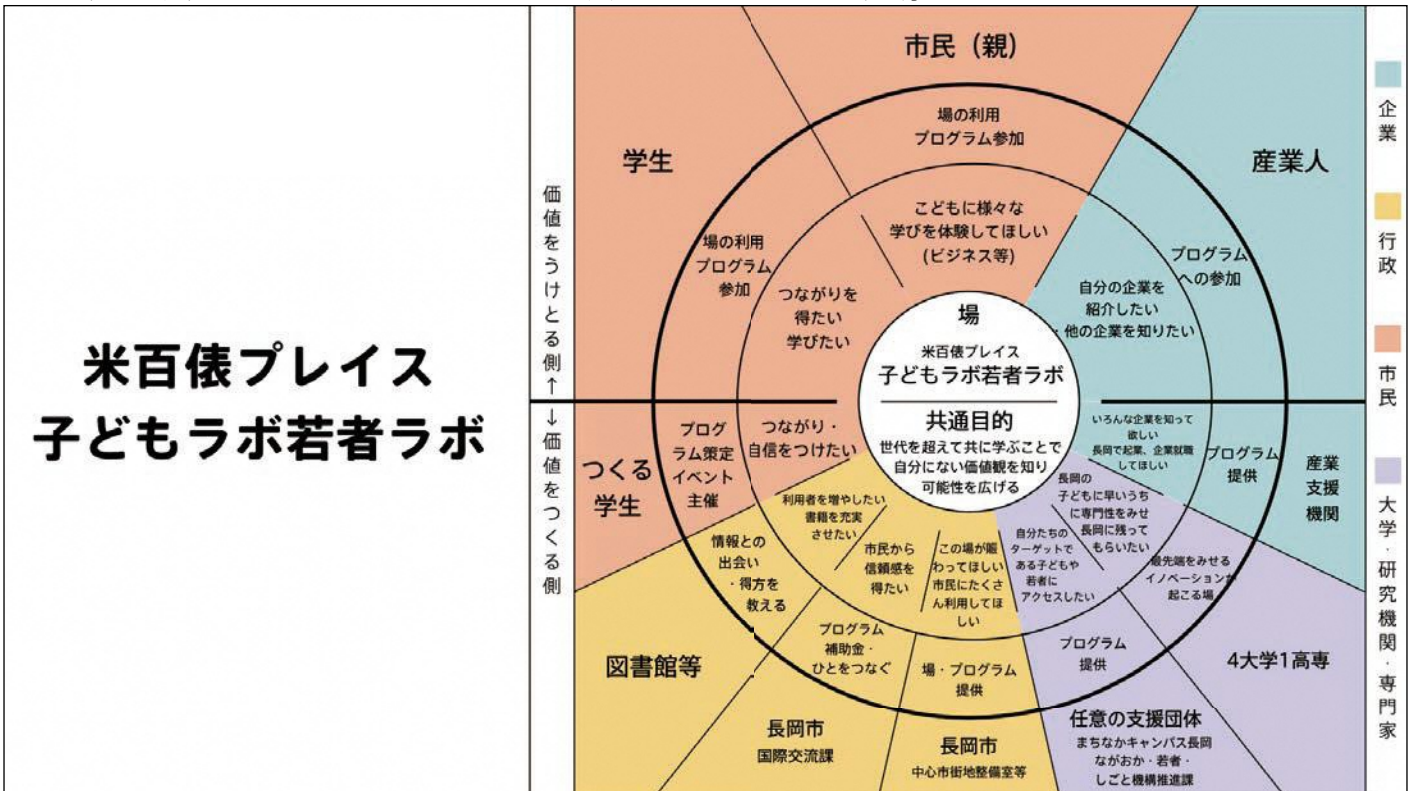 米百俵プレイス
子どもラボ若者ラボ
価値をうけとる側↑
↓価値をつくる側
市民（親）
場の利用
プログラム参加
こどもに様々な
学びを体験してほしい
(ビジネス等)
学生
場の利用
プログラム
参加
つながりを
得たい
学びたい
産業人
プログラム
への参加
自分の企業を
紹介したい
・他の企業を知りたい
場
米百俵プレイス
子どもラボ若者ラボ
共通目的
世代を超えて共に学ぶことで
自分にない価値観を知り
可能性を広げる
つくる
学生
プログ
ラム策定
イベント
主催
つながり・
自信をつけたい
図書館等
情報との
出会い
・得方を
教える
利用者を増やしたい
書籍を充実
させたい
長岡市
国際交流課
プログラム
補助金・
ひとをつなぐ
市民から
信頼感を
得たい
長岡市
中心市街地整備室等
場・プログラム
提供
この場が賑
わってほしい
市民にたくさ
ん利用してほ
しい
任意の支援団体
まちなかキャンパス長岡
ながおか・若者・
しごと機構推進課
プログラム
提供
自分たちの
ターゲットで
ある子どもや
若者に
アクセスしたい
4大学1高専
最先端をみせる
イノベーションが
起こる場
長岡の
子どもに早いうち
に専門性をみせ
長岡に残って
もらいたい
産業
支援
機関
プログラム
提供
いろんな企業を知って
欲しい
長岡で起業、企業就職
してほしい
企業
行政
市民
大学・研究機関・専門家